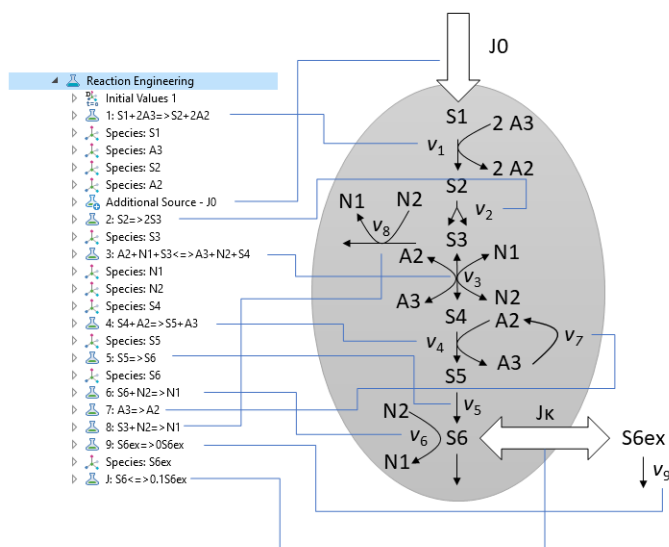 Reaction Engineering
Initial Values 1
1: S1+2A3=>S2+2A2
Species: S1
Species: A3
Species: S2
Species: A2
Additional Source - J0
2: S2=>2S3
Species: S3
3: A2+N1+S3<=>A3+N2+S4
Species: N1
Species: N2
Species: S4
4: S4+A2=>S5+A3
Species: S5
5: S5=>S6
Species: S6
6: S6+N2=>N1
7: A3=>A2
8: S3+N2=>N1
9: S6ex=>0S6ex
Species: S6ex
J: S6<=>0.1S6ex
J0
S1
2 A3
v1
2 A2
S2
N1 N2
v2
v8
S3
A2 N1
v3
A3 N2
S4 A2
v4 v7
A3
S5
v5
N2 Jκ
v6 S6 S6ex
N1
v9